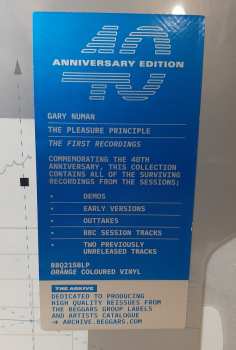 40
ANNIVERSARY EDITION
GARY NUMAN
THE PLEASURE PRINCIPLE
THE FIRST RECORDINGS
COMMEMORATING THE 40TH
ANNIVERSARY, THIS COLLECTION
CONTAINS ALL OF THE SURVIVING
RECORDINGS FROM THE SESSIONS;
• DEMOS
• EARLY VERSIONS
• OUTTAKES
• BBC SESSION TRACKS
• TWO PREVIOUSLY
UNRELEASED TRACKS
BBQ2158LP
ORANGE COLOURED VINYL
THE ARKIVE
DEDICATED TO PRODUCING
HIGH QUALITY REISSUES FROM
THE BEGGARS GROUP LABELS
AND ARTISTS CATALOGUE
→ ARCHIVE.BEGGARS.COM